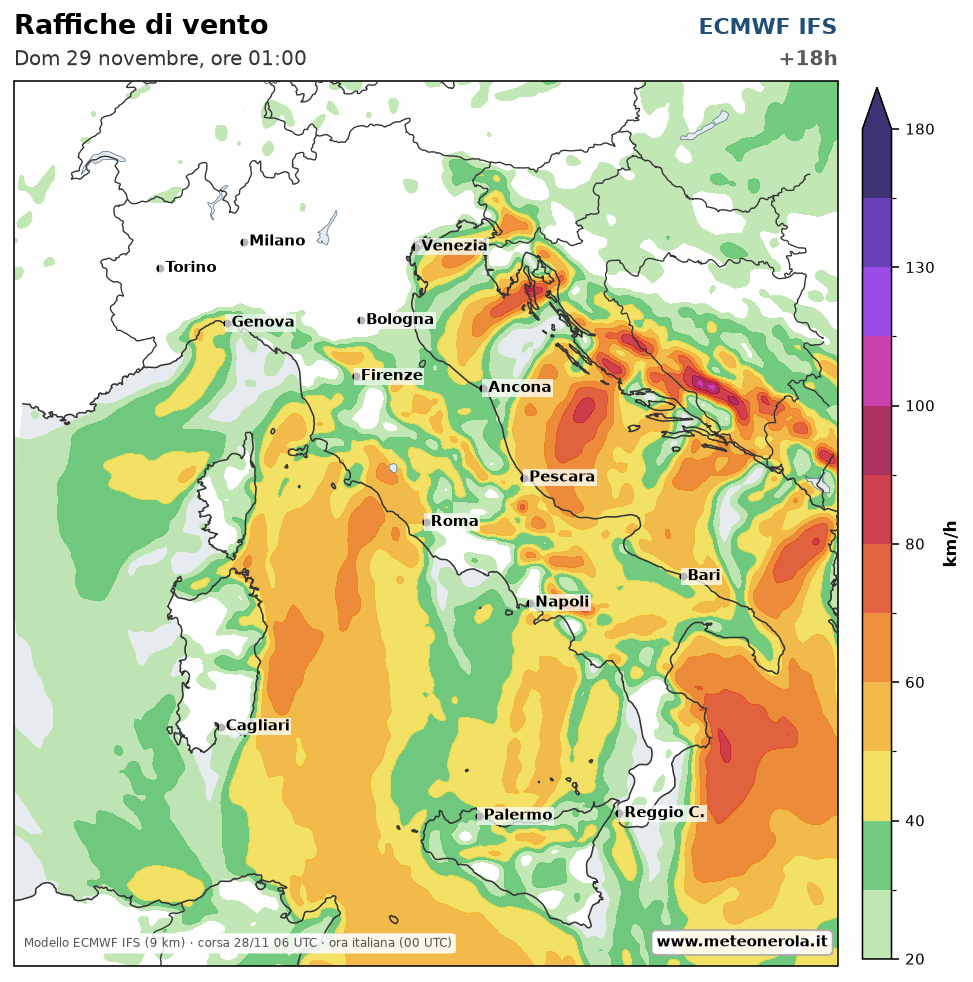 Raffiche di vento
ECMWF IFS
Dom 29 novembre, ore 01:00
+18h
180
130
100
80
60
40
20
km/h
Venezia
Milano
Torino
Genova
Bologna
Firenze
Ancona
Pescara
Roma
Bari
Napoli
Cagliari
Palermo
Reggio C.
Modello ECMWF IFS (9 km) · corsa 28/11 06 UTC · ora italiana (00 UTC)
www.meteonerola.it